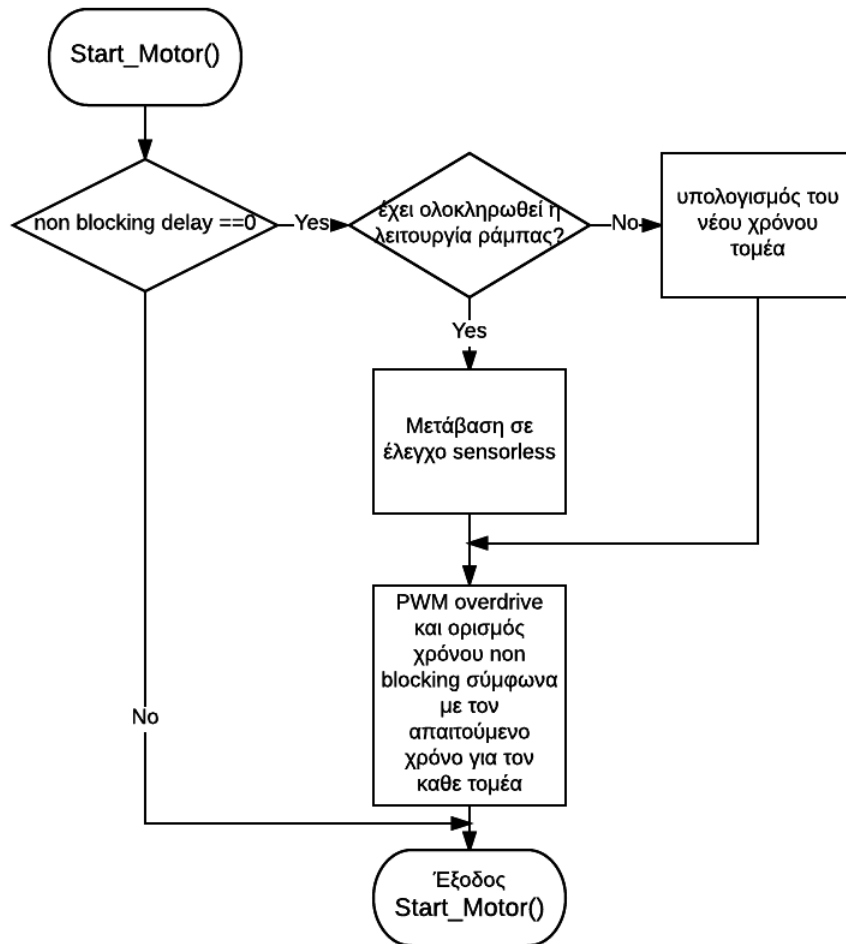 Start_Motor()
non blocking delay ==0
Yes
έχει ολοκληρωθεί η
λειτουργία ράμπας?
No
υπολογισμός του
νέου χρόνου
τομέα
Yes
Μετάβαση σε
έλεγχο sensorless
PWM overdrive
και ορισμός
χρόνου non
blocking σύμφωνα
με τον
απαιτούμενο
χρόνο για τον
καθε τομέα
No
Έξοδος
Start_Motor()